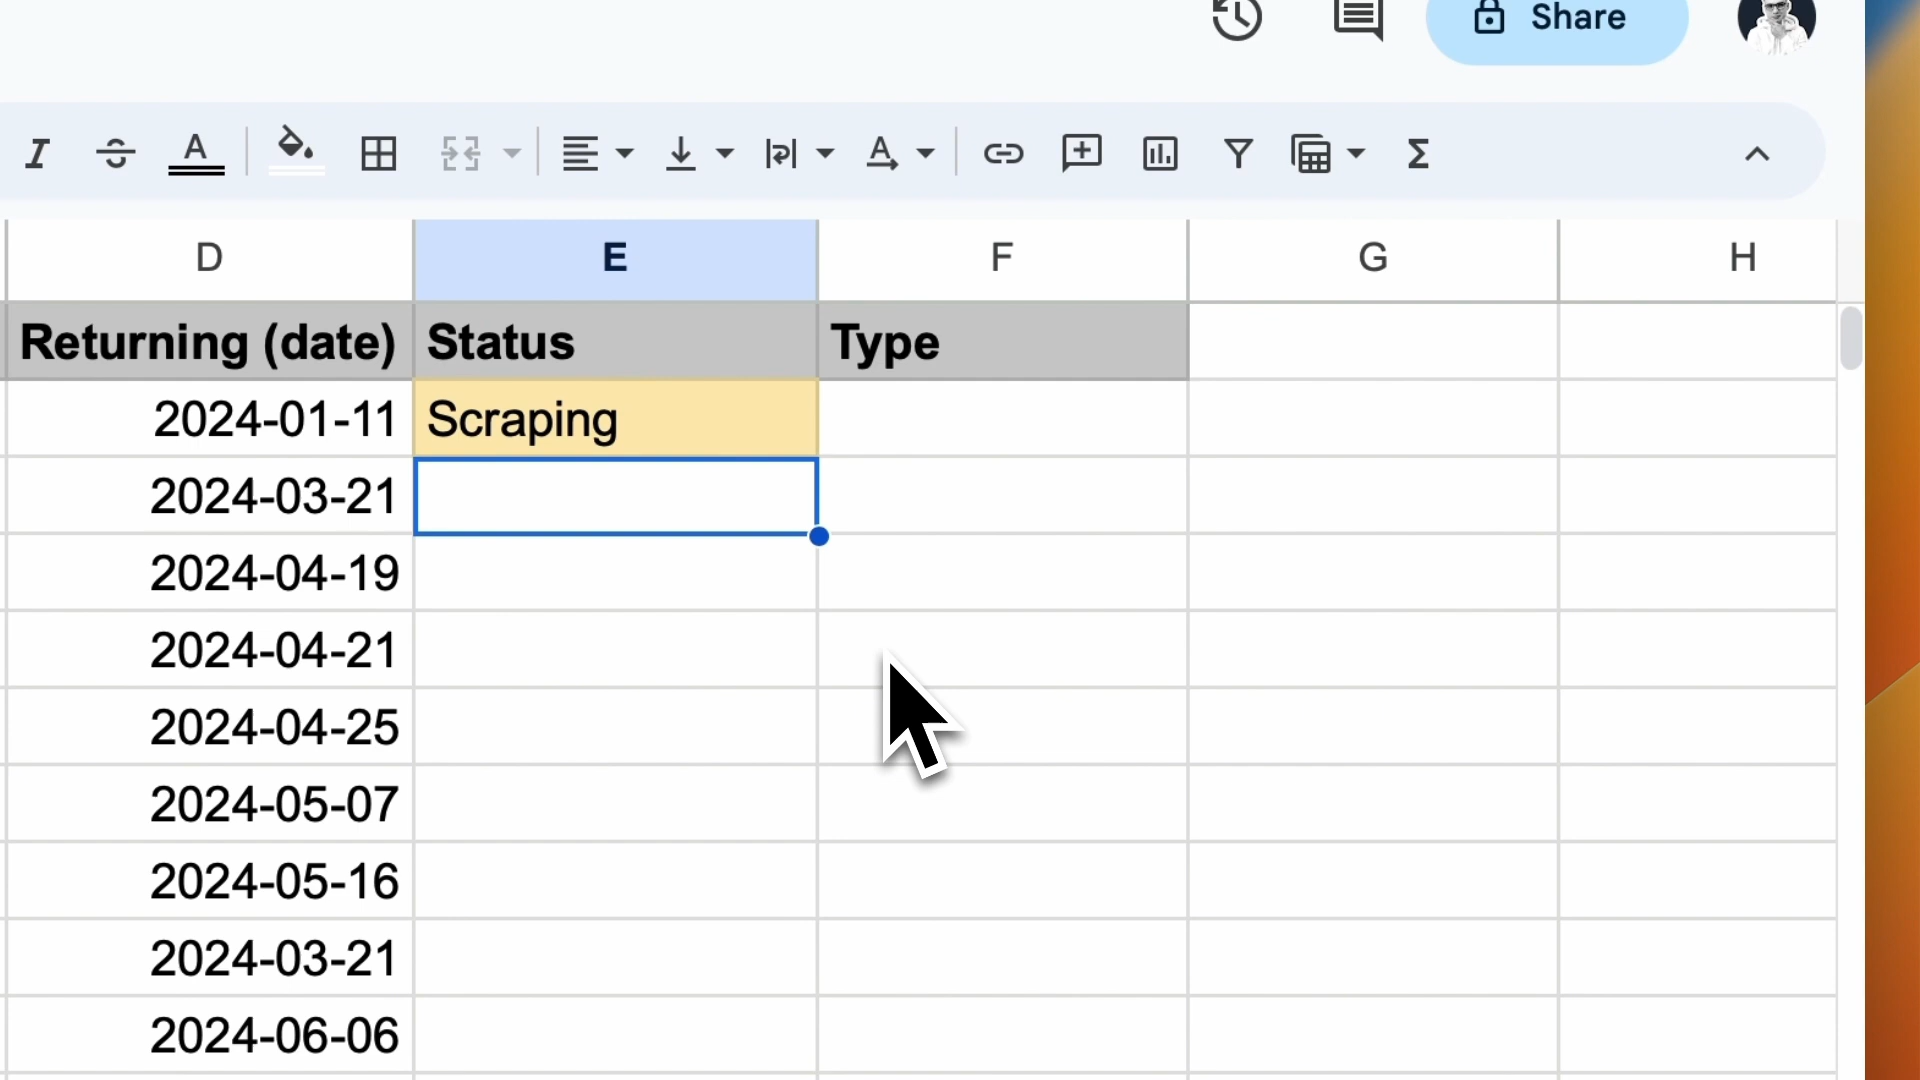 Share
D E F G H
Returning (date) Status Type
2024-01-11 Scraping
2024-03-21
2024-04-19
2024-04-21
2024-04-25
2024-05-07
2024-05-16
2024-03-21
2024-06-06